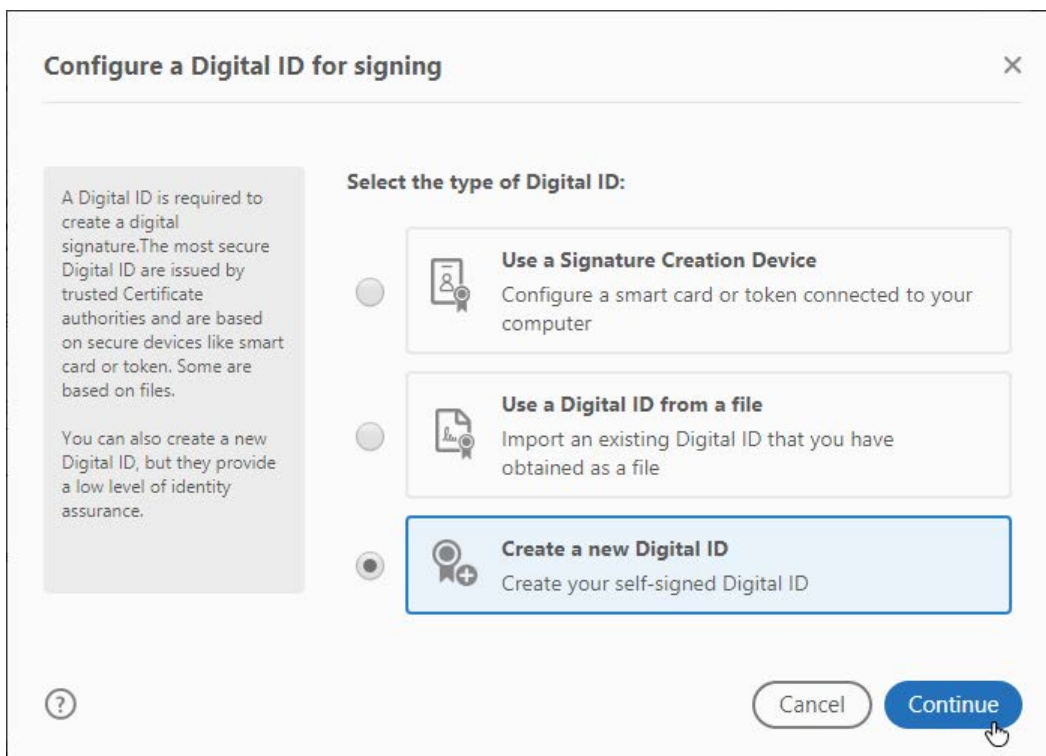 Configure a Digital ID for signing
A Digital ID is required to
create a digital
signature.The most secure
Digital ID are issued by
trusted Certificate
authorities and are based
on secure devices like smart
card or token. Some are
based on files.
You can also create a new
Digital ID, but they provide
a low level of identity
assurance.
Select the type of Digital ID:
Use a Signature Creation Device
Configure a smart card or token connected to your
computer
Use a Digital ID from a file
Import an existing Digital ID that you have
obtained as a file
Create a new Digital ID
Create your self-signed Digital ID
?
Cancel
Continue